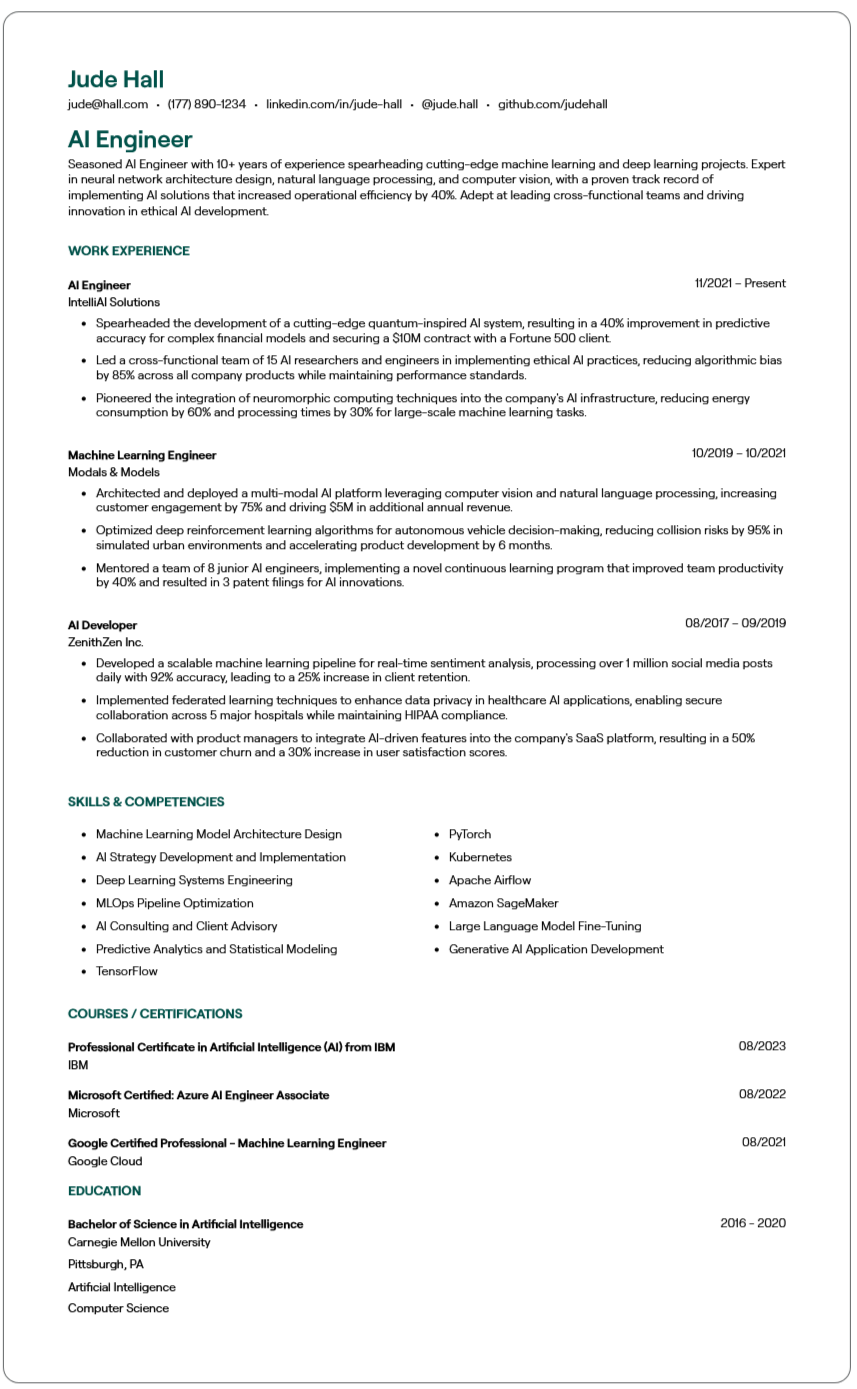 Jude Hall
jude@hall.com • (177) 890-1234 • linkedin.com/in/jude-hall • @jude.hall • github.com/judehall
AI Engineer
Seasoned AI Engineer with 10+ years of experience spearheading cutting-edge machine learning and deep learning projects. Expert
in neural network architecture design, natural language processing, and computer vision, with a proven track record of
implementing AI solutions that increased operational efficiency by 40%. Adept at leading cross-functional teams and driving
innovation in ethical AI development.
WORK EXPERIENCE
AI Engineer 11/2021 – Present
IntelliAI Solutions
• Spearheaded the development of a cutting-edge quantum-inspired AI system, resulting in a 40% improvement in predictive
accuracy for complex financial models and securing a $10M contract with a Fortune 500 client.
• Led a cross-functional team of 15 AI researchers and engineers in implementing ethical AI practices, reducing algorithmic bias
by 85% across all company products while maintaining performance standards.
• Pioneered the integration of neuromorphic computing techniques into the company's AI infrastructure, reducing energy
consumption by 60% and processing times by 30% for large-scale machine learning tasks.
Machine Learning Engineer 10/2019 – 10/2021
Modals & Models
• Architected and deployed a multi-modal AI platform leveraging computer vision and natural language processing, increasing
customer engagement by 75% and driving $5M in additional annual revenue.
• Optimized deep reinforcement learning algorithms for autonomous vehicle decision-making, reducing collision risks by 95% in
simulated urban environments and accelerating product development by 6 months.
• Mentored a team of 8 junior AI engineers, implementing a novel continuous learning program that improved team productivity
by 40% and resulted in 3 patent filings for AI innovations.
AI Developer 08/2017 – 09/2019
ZenithZen Inc.
• Developed a scalable machine learning pipeline for real-time sentiment analysis, processing over 1 million social media posts
daily with 92% accuracy, leading to a 25% increase in client retention.
• Implemented federated learning techniques to enhance data privacy in healthcare AI applications, enabling secure
collaboration across 5 major hospitals while maintaining HIPAA compliance.
• Collaborated with product managers to integrate AI-driven features into the company's SaaS platform, resulting in a 50%
reduction in customer churn and a 30% increase in user satisfaction scores.
SKILLS & COMPETENCIES
• Machine Learning Model Architecture Design
• AI Strategy Development and Implementation
• Deep Learning Systems Engineering
• MLOps Pipeline Optimization
• AI Consulting and Client Advisory
• Predictive Analytics and Statistical Modeling
• TensorFlow
• PyTorch
• Kubernetes
• Apache Airflow
• Amazon SageMaker
• Large Language Model Fine-Tuning
• Generative AI Application Development
COURSES / CERTIFICATIONS
Professional Certificate in Artificial Intelligence (AI) from IBM 08/2023
IBM
Microsoft Certified: Azure AI Engineer Associate 08/2022
Microsoft
Google Certified Professional - Machine Learning Engineer 08/2021
Google Cloud
EDUCATION
Bachelor of Science in Artificial Intelligence 2016 - 2020
Carnegie Mellon University
Pittsburgh, PA
Artificial Intelligence
Computer Science